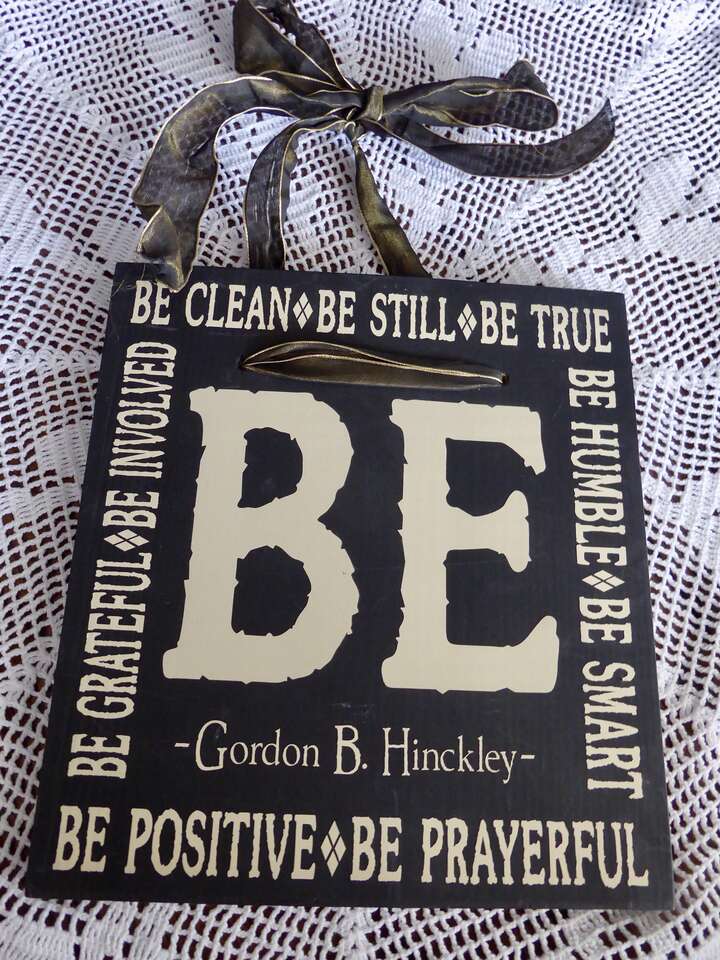 BE CLEAN❖BE STILL❖BE TRUE
BE HUMBLE❖BE SMART
BE GRATEFUL❖BE INVOLVED
BE
-Gordon B. Hinckley-
BE POSITIVE❖BE PRAYERFUL